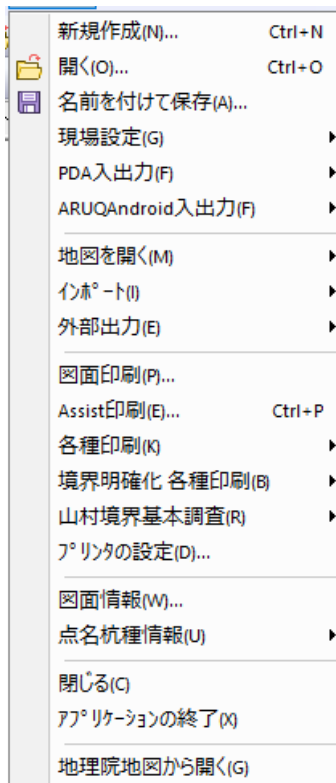 新規作成(N)... Ctrl+N
開く(O)... Ctrl+O
名前を付けて保存(A)...
現場設定(G)
PDA入出力(F)
ARUQAndroid入出力(F)
地図を開く(M)
ｲﾝﾎﾟｰﾄ(I)
外部出力(E)
図面印刷(P)...
Assist印刷(E)... Ctrl+P
各種印刷(K)
境界明確化 各種印刷(B)
山村境界基本調査(R)
ﾌﾟﾘﾝﾀの設定(D)...
図面情報(W)...
点名杭種情報(U)
閉じる(C)
ｱﾌﾟﾘｹｰｼｮﾝの終了(X)
地理院地図から開く(G)